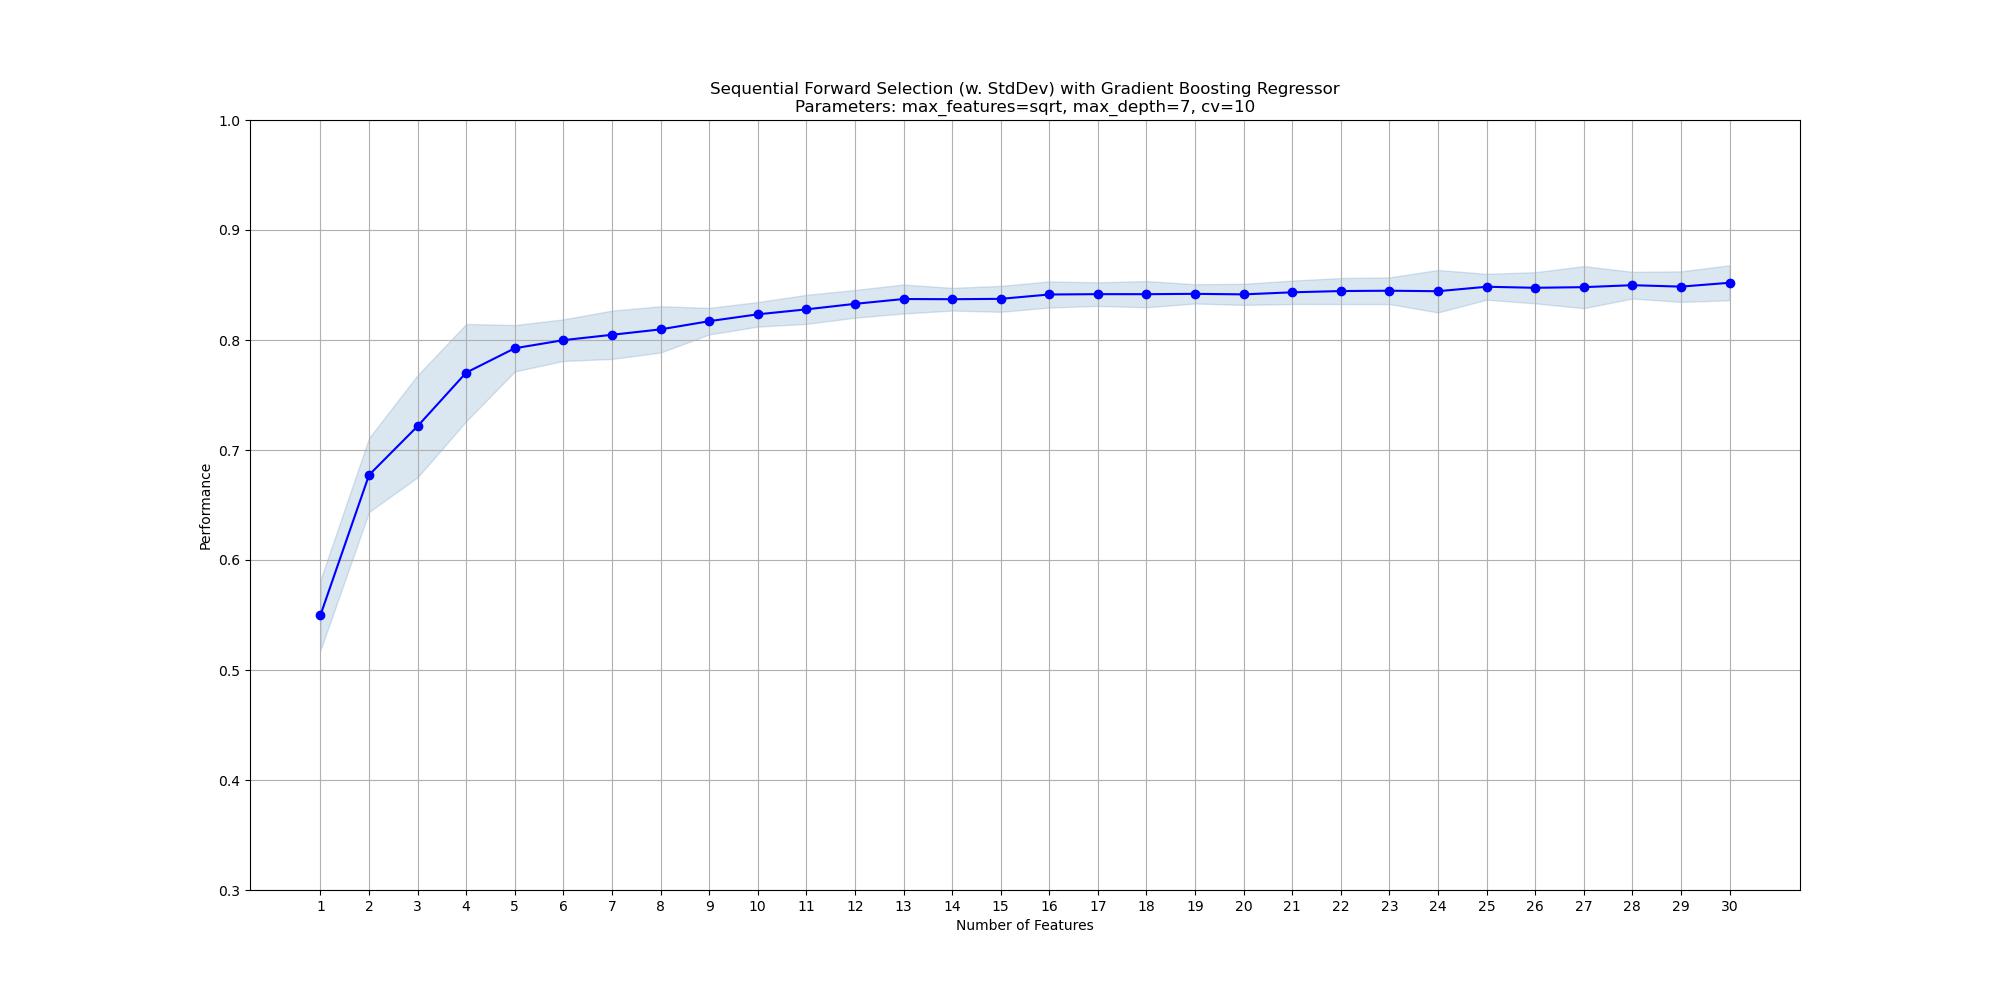 Sequential Forward Selection (w. StdDev) with Gradient Boosting Regressor
Parameters: max_features=sqrt, max_depth=7, cv=10
1.0
0.9
0.8
0.7
0.6
0.5
0.4
0.3
Performance
1 2 3 4 5 6 7 8 9 10 11 12 13 14 15 16 17 18 19 20 21 22 23 24 25 26 27 28 29 30
Number of Features